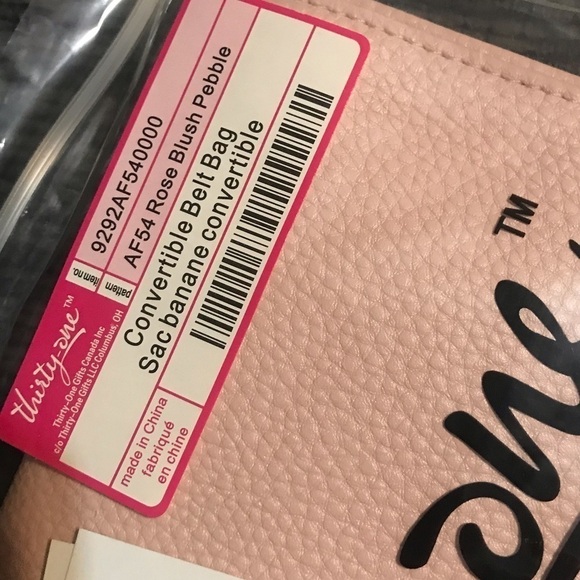 thirty-one™
Thirty-One Gifts Canada Inc
c/o Thirty-One Gifts LLC Columbus, OH
item no.
9292AF540000
pattern
AF54 Rose Blush Pebble
Convertible Belt Bag
Sac banane convertible
made in China
fabriqué
en chine
™
one